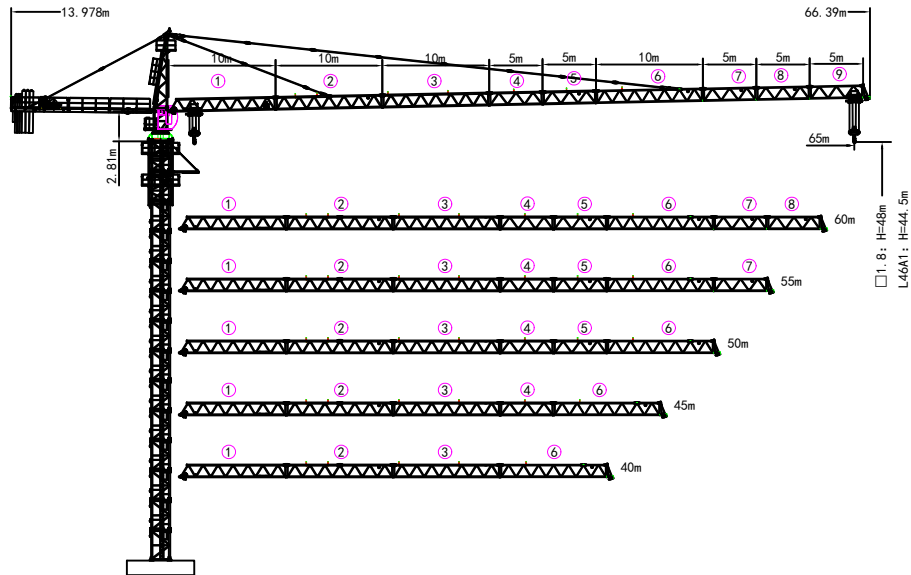 13.978m
66.39m
10m 10m 10m 5m 5m 10m 5m 5m 5m
① ② ③ ④ ⑤ ⑥ ⑦ ⑧ ⑨
2.81m
65m
① ② ③ ④ ⑤ ⑥ ⑦ ⑧
60m
① ② ③ ④ ⑤ ⑥ ⑦
55m
① ② ③ ④ ⑤ ⑥
50m
① ② ③ ④ ⑥
45m
① ② ③ ⑥
40m
□1.8: H=48m
L46A1: H=44.5m